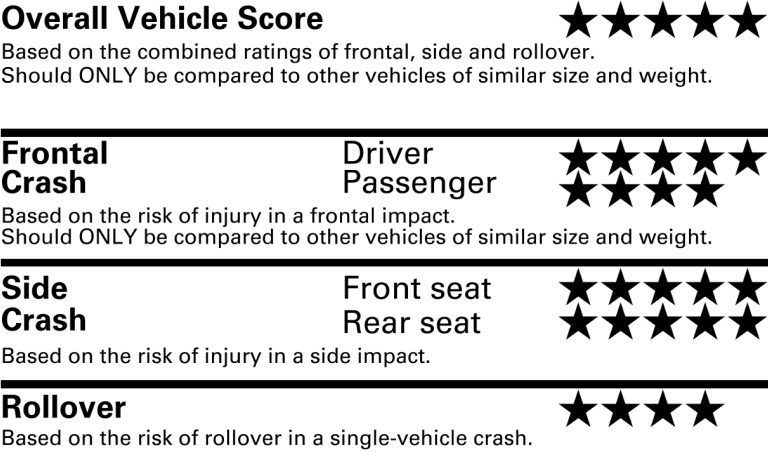 Overall Vehicle Score ★★★★★
Based on the combined ratings of frontal, side and rollover.
Should ONLY be compared to other vehicles of similar size and weight.
Frontal Driver ★★★★★
Crash Passenger ★★★★
Based on the risk of injury in a frontal impact.
Should ONLY be compared to other vehicles of similar size and weight.
Side Front seat ★★★★★
Crash Rear seat ★★★★★
Based on the risk of injury in a side impact.
Rollover ★★★★
Based on the risk of rollover in a single-vehicle crash.